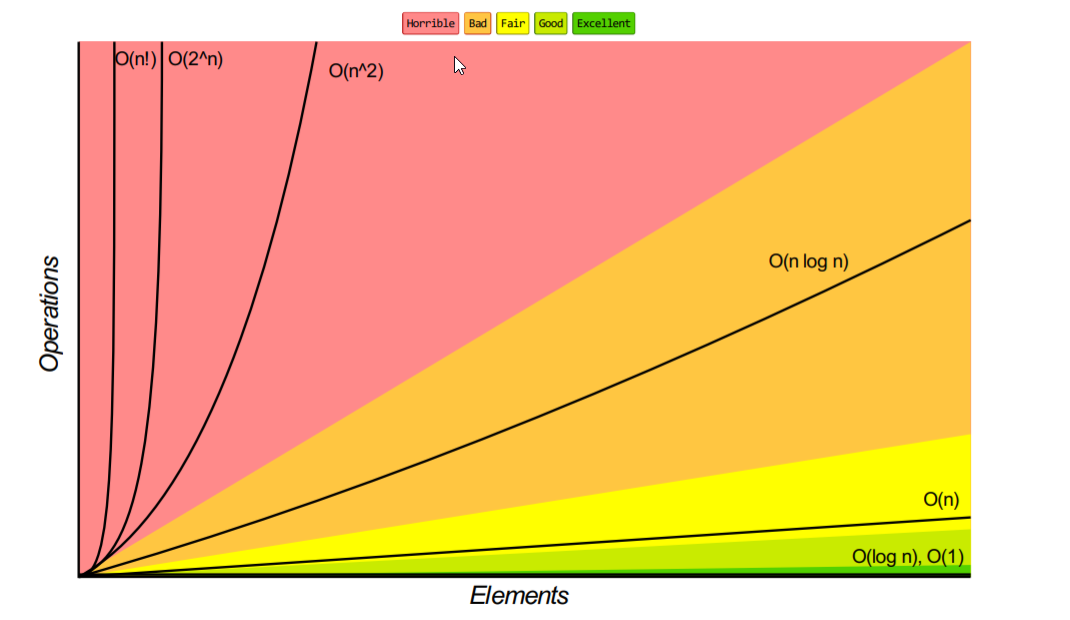 Horrible Bad Fair Good Excellent
O(n!) O(2^n)
O(n^2)
O(n log n)
Operations
O(n)
O(log n), O(1)
Elements